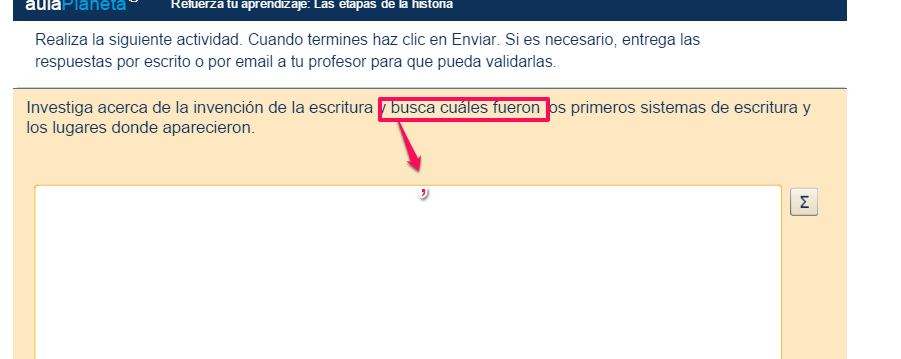 aulaPlaneta
Refuerza tu aprendizaje: Las etapas de la historia
Realiza la siguiente actividad. Cuando termines haz clic en Enviar. Si es necesario, entrega las
respuestas por escrito o por email a tu profesor para que pueda validarlas.
Investiga acerca de la invención de la escritura y busca cuáles fueron los primeros sistemas de escritura y
los lugares donde aparecieron.
,
Σ